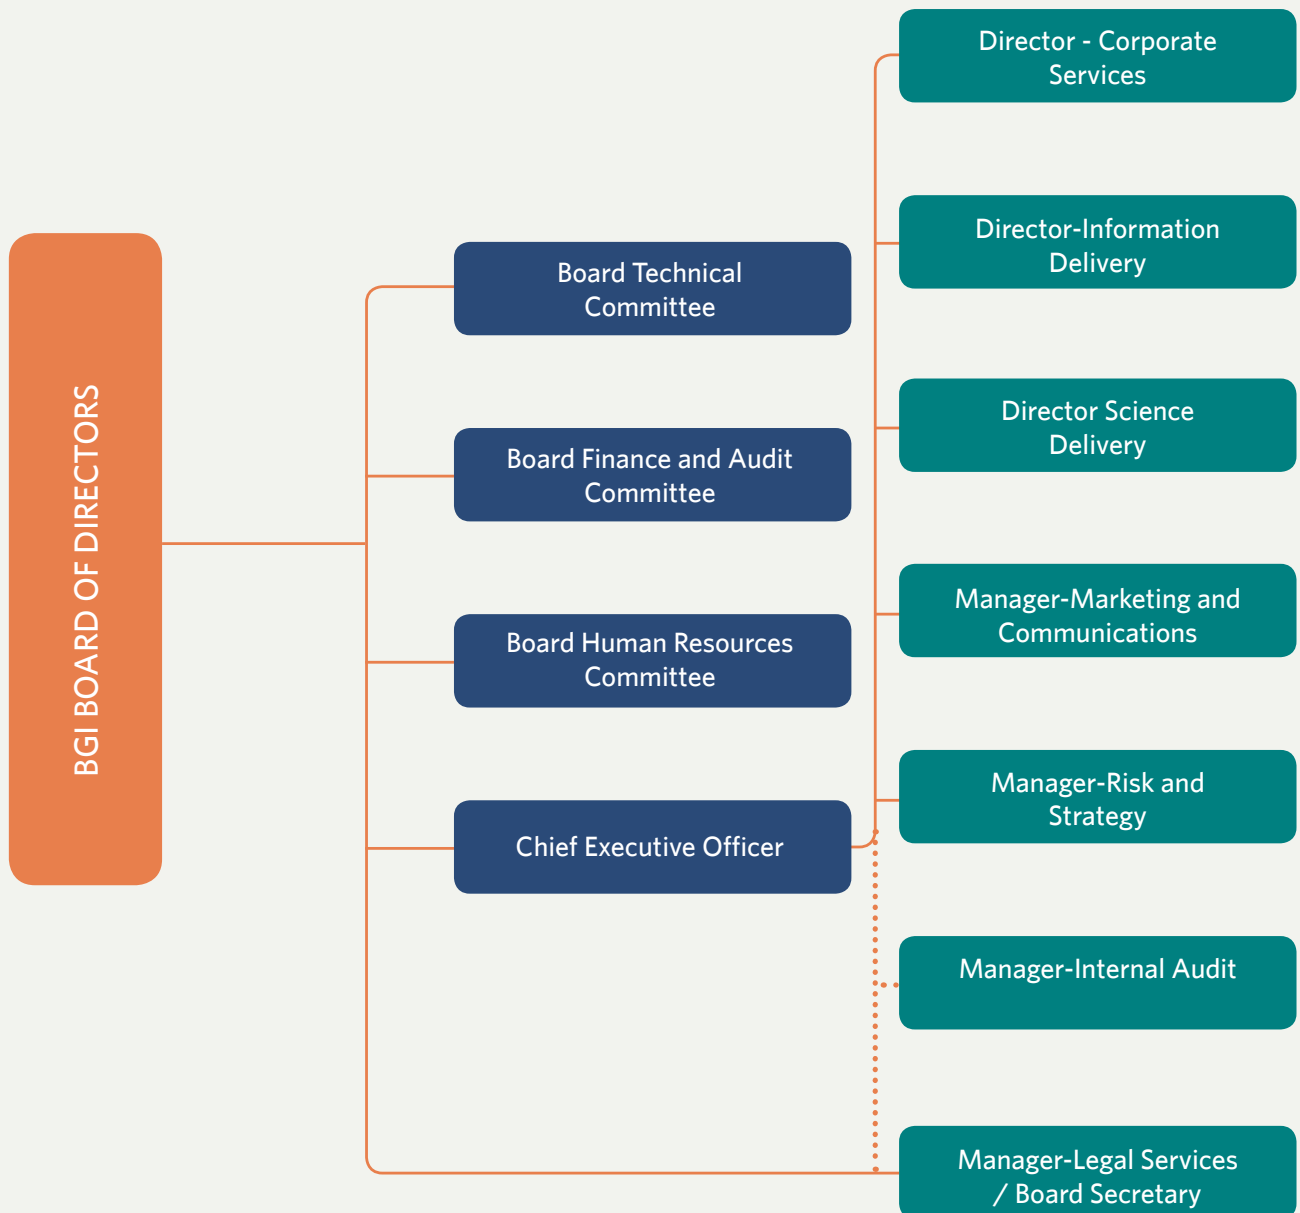 BGI BOARD OF DIRECTORS
Board Technical
Committee
Board Finance and Audit
Committee
Board Human Resources
Committee
Chief Executive Officer
Director - Corporate
Services
Director-Information
Delivery
Director Science
Delivery
Manager-Marketing and
Communications
Manager-Risk and
Strategy
Manager-Internal Audit
Manager-Legal Services
/ Board Secretary